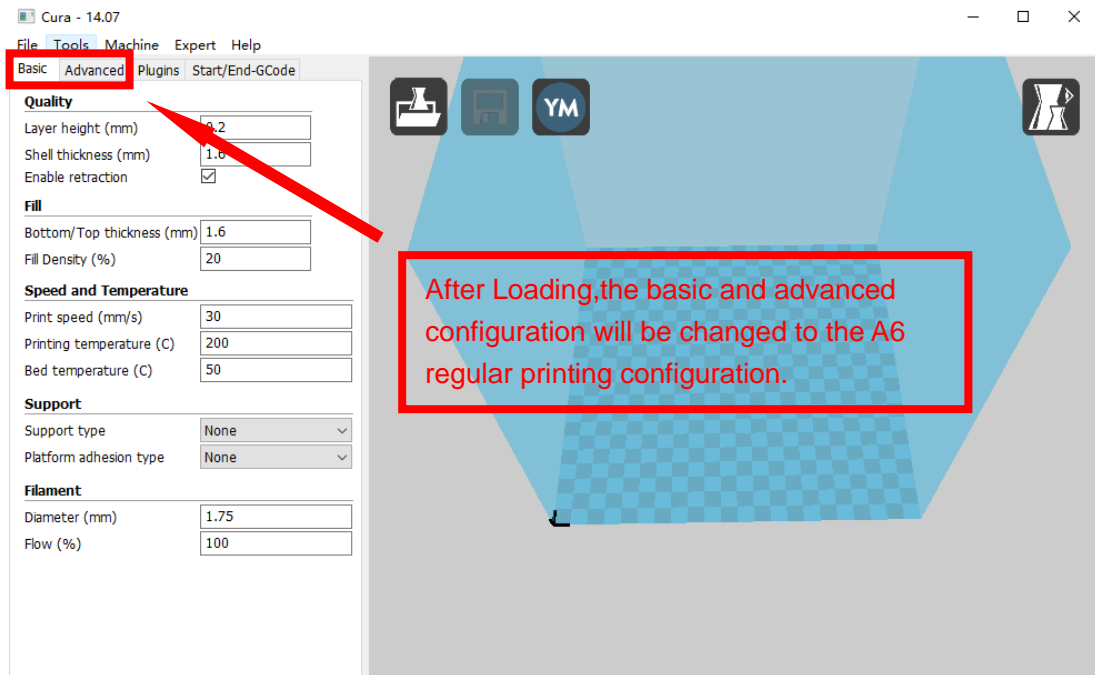 Cura - 14.07
File Tools Machine Expert Help
Basic Advanced Plugins Start/End-GCode
Quality
Layer height (mm) 0.2
Shell thickness (mm) 1.6
Enable retraction
Fill
Bottom/Top thickness (mm) 1.6
Fill Density (%) 20
Speed and Temperature
Print speed (mm/s) 30
Printing temperature (C) 200
Bed temperature (C) 50
Support
Support type None
Platform adhesion type None
Filament
Diameter (mm) 1.75
Flow (%) 100
YM
After Loading,the basic and advanced
configuration will be changed to the A6
regular printing configuration.